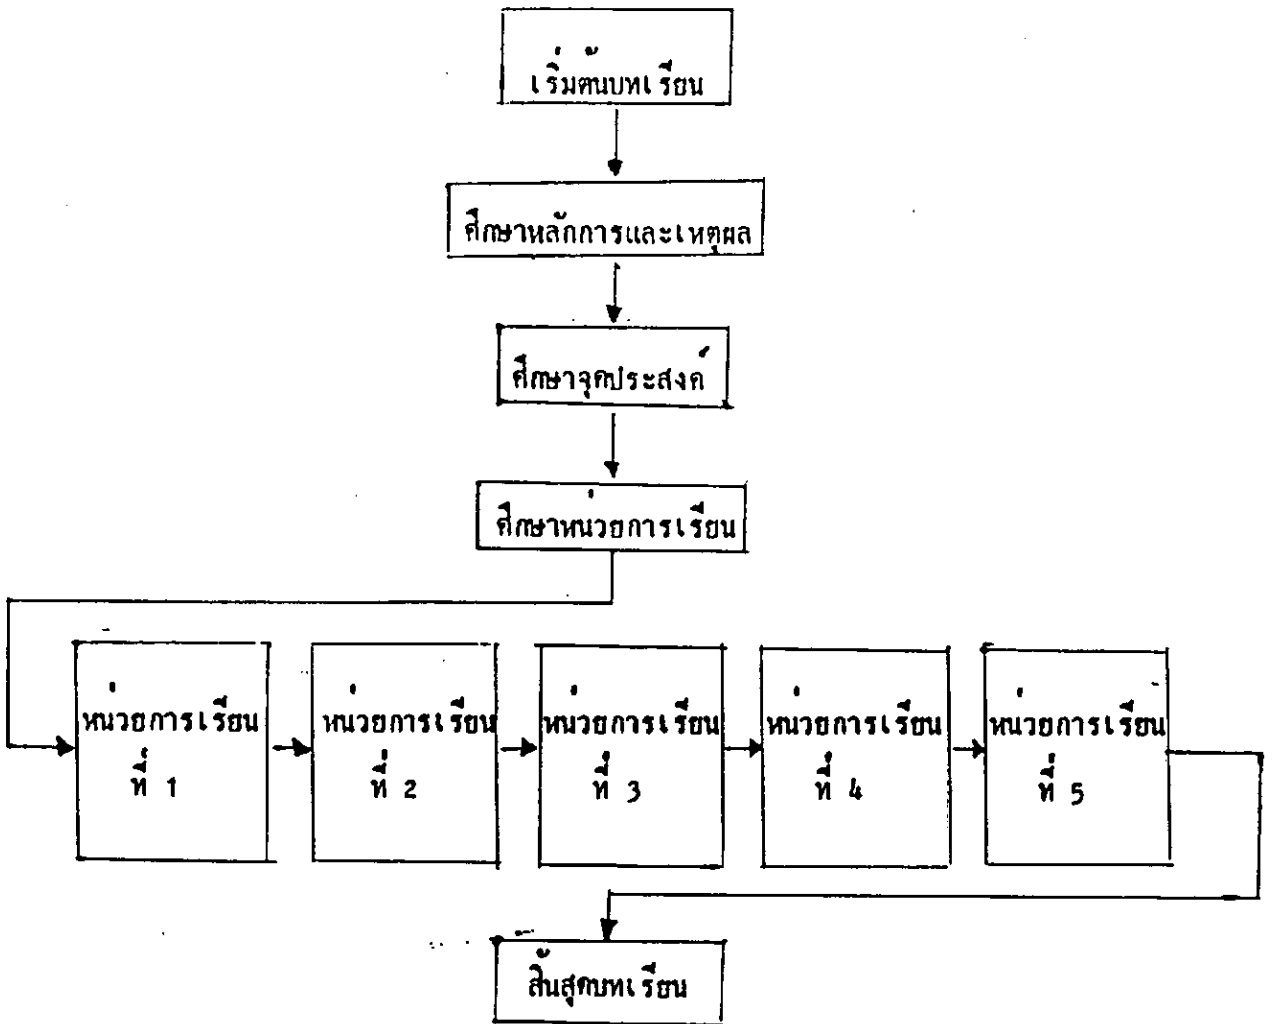 เริ่มต้นบทเรียน
ศึกษาหลักการและเหตุผล
ศึกษาจุดประสงค์
ศึกษาหน่วยการเรียน
หน่วยการเรียน
ที่ 1
หน่วยการเรียน
ที่ 2
หน่วยการเรียน
ที่ 3
หน่วยการเรียน
ที่ 4
หน่วยการเรียน
ที่ 5
สิ้นสุดบทเรียน